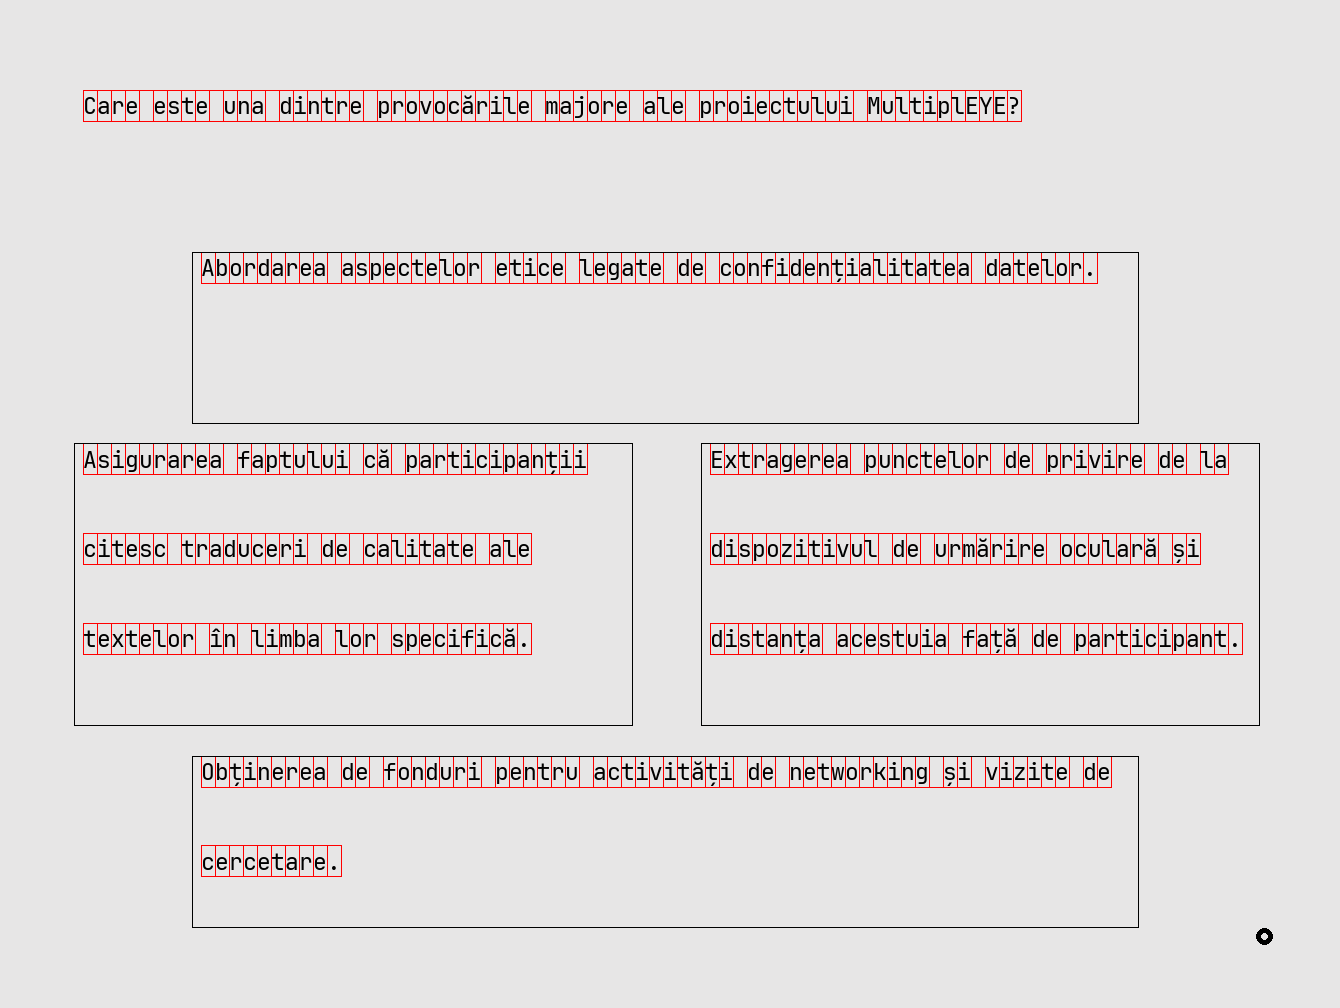 Care este una dintre provocările majore ale proiectului MultiplEYE?
Abordarea aspectelor etice legate de confidențialitatea datelor.
Asigurarea faptului că participanții
citesc traduceri de calitate ale
textelor în limba lor specifică.
Extragerea punctelor de privire de la
dispozitivul de urmărire oculară și
distanța acestuia față de participant.
Obținerea de fonduri pentru activități de networking și vizite de
cercetare.